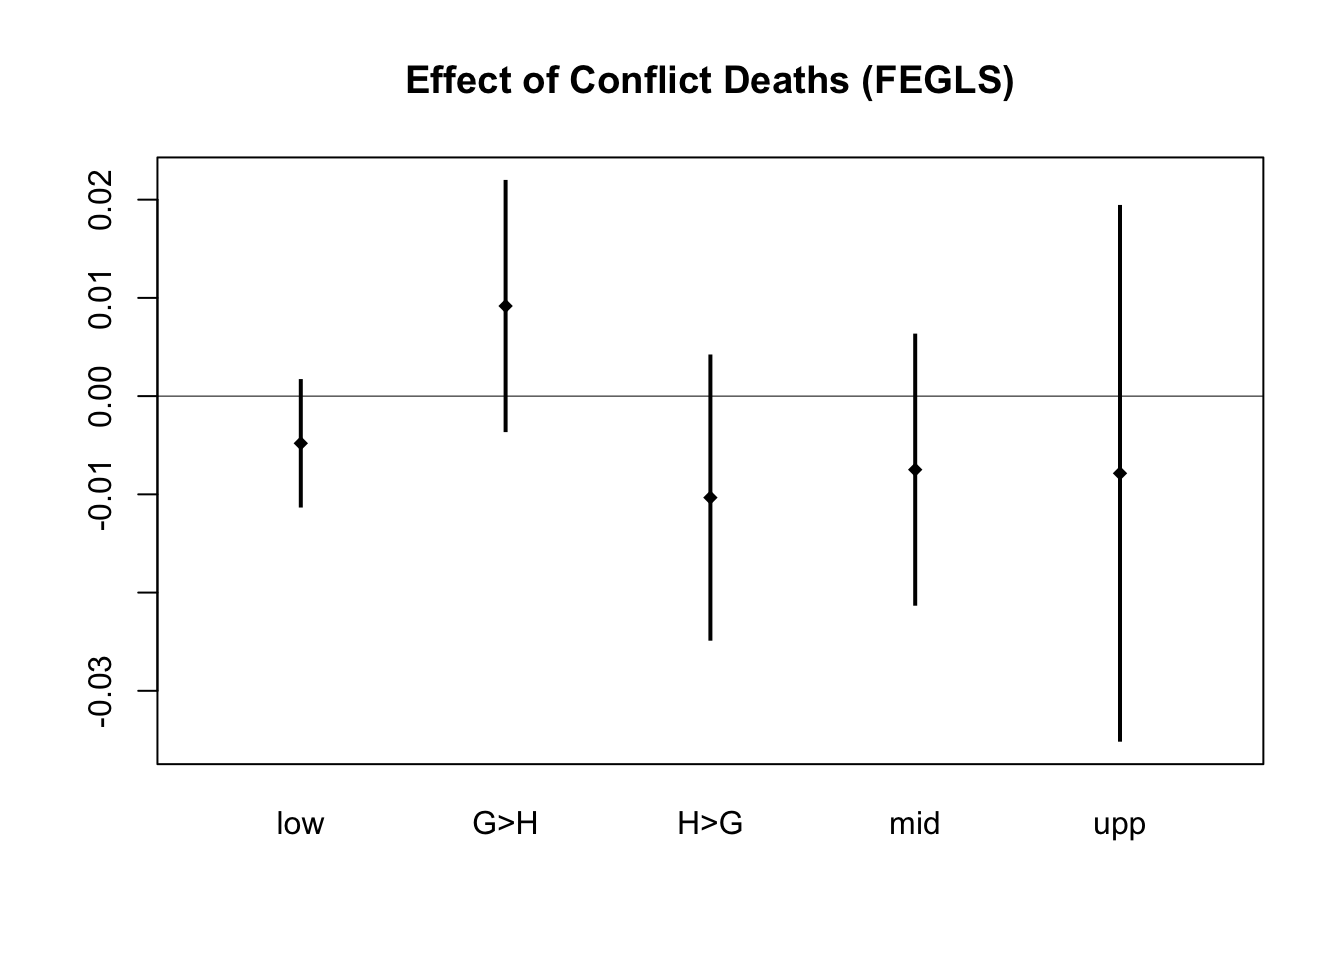 Effect of Conflict Deaths (FEGLS)
0.02
0.01
0.00
-0.01
-0.03
low G>H H>G mid upp